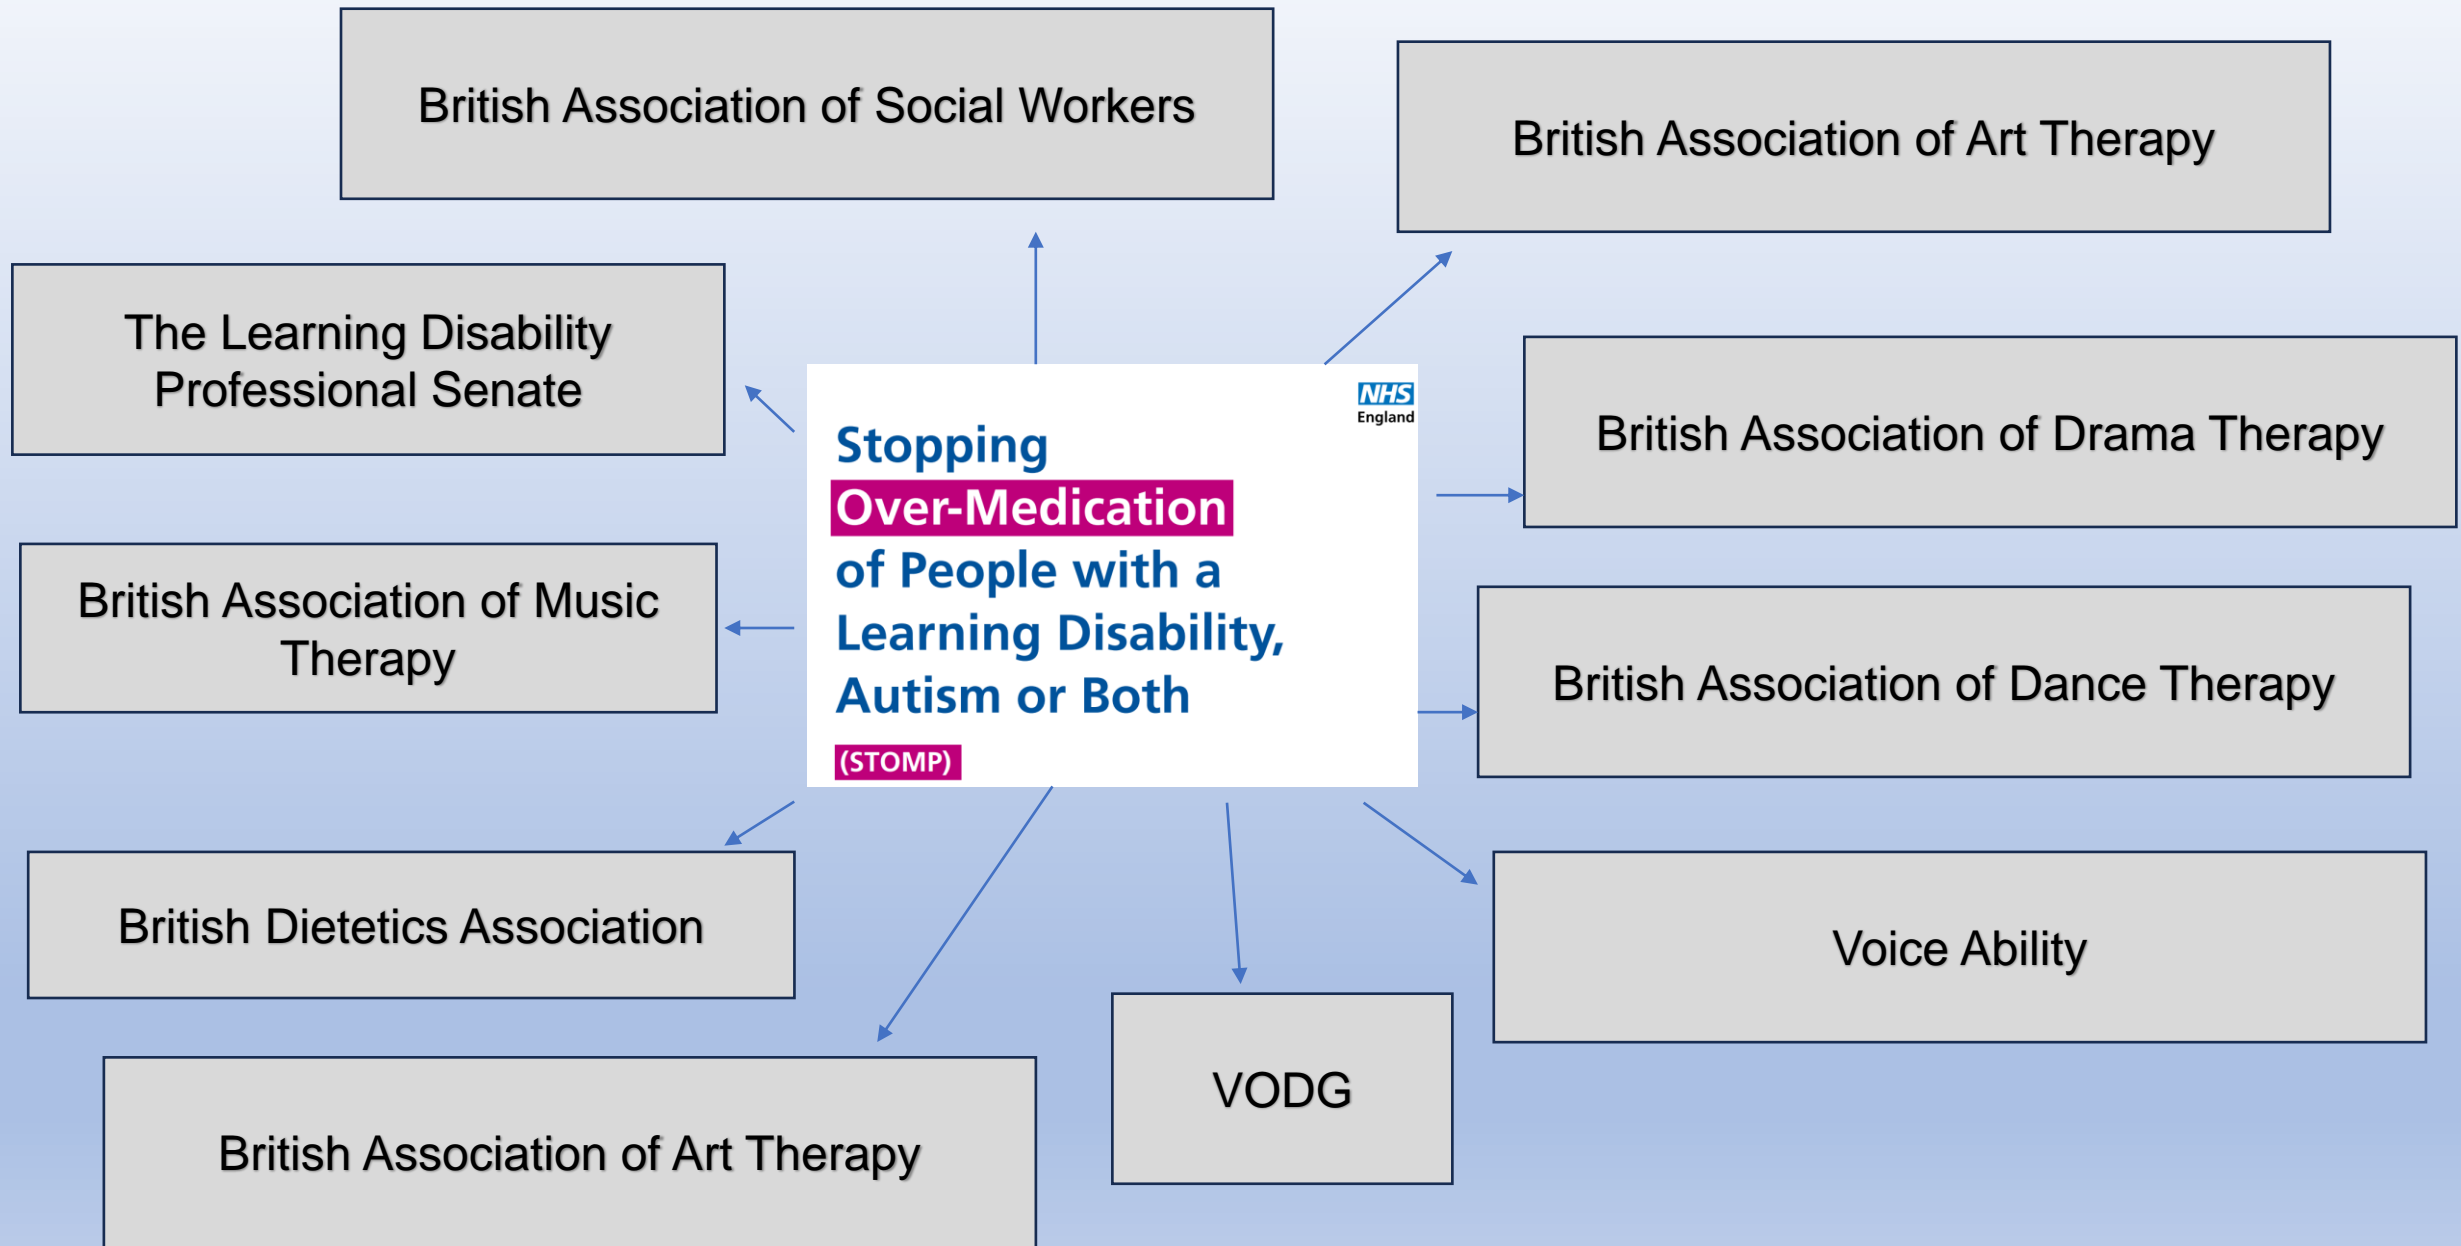 British Association of Social Workers
British Association of Art Therapy
The Learning Disability
Professional Senate
NHS
England
Stopping
Over-Medication
of People with a
Learning Disability,
Autism or Both
(STOMP)
British Association of Drama Therapy
British Association of Music
Therapy
British Association of Dance Therapy
British Dietetics Association
Voice Ability
VODG
British Association of Art Therapy